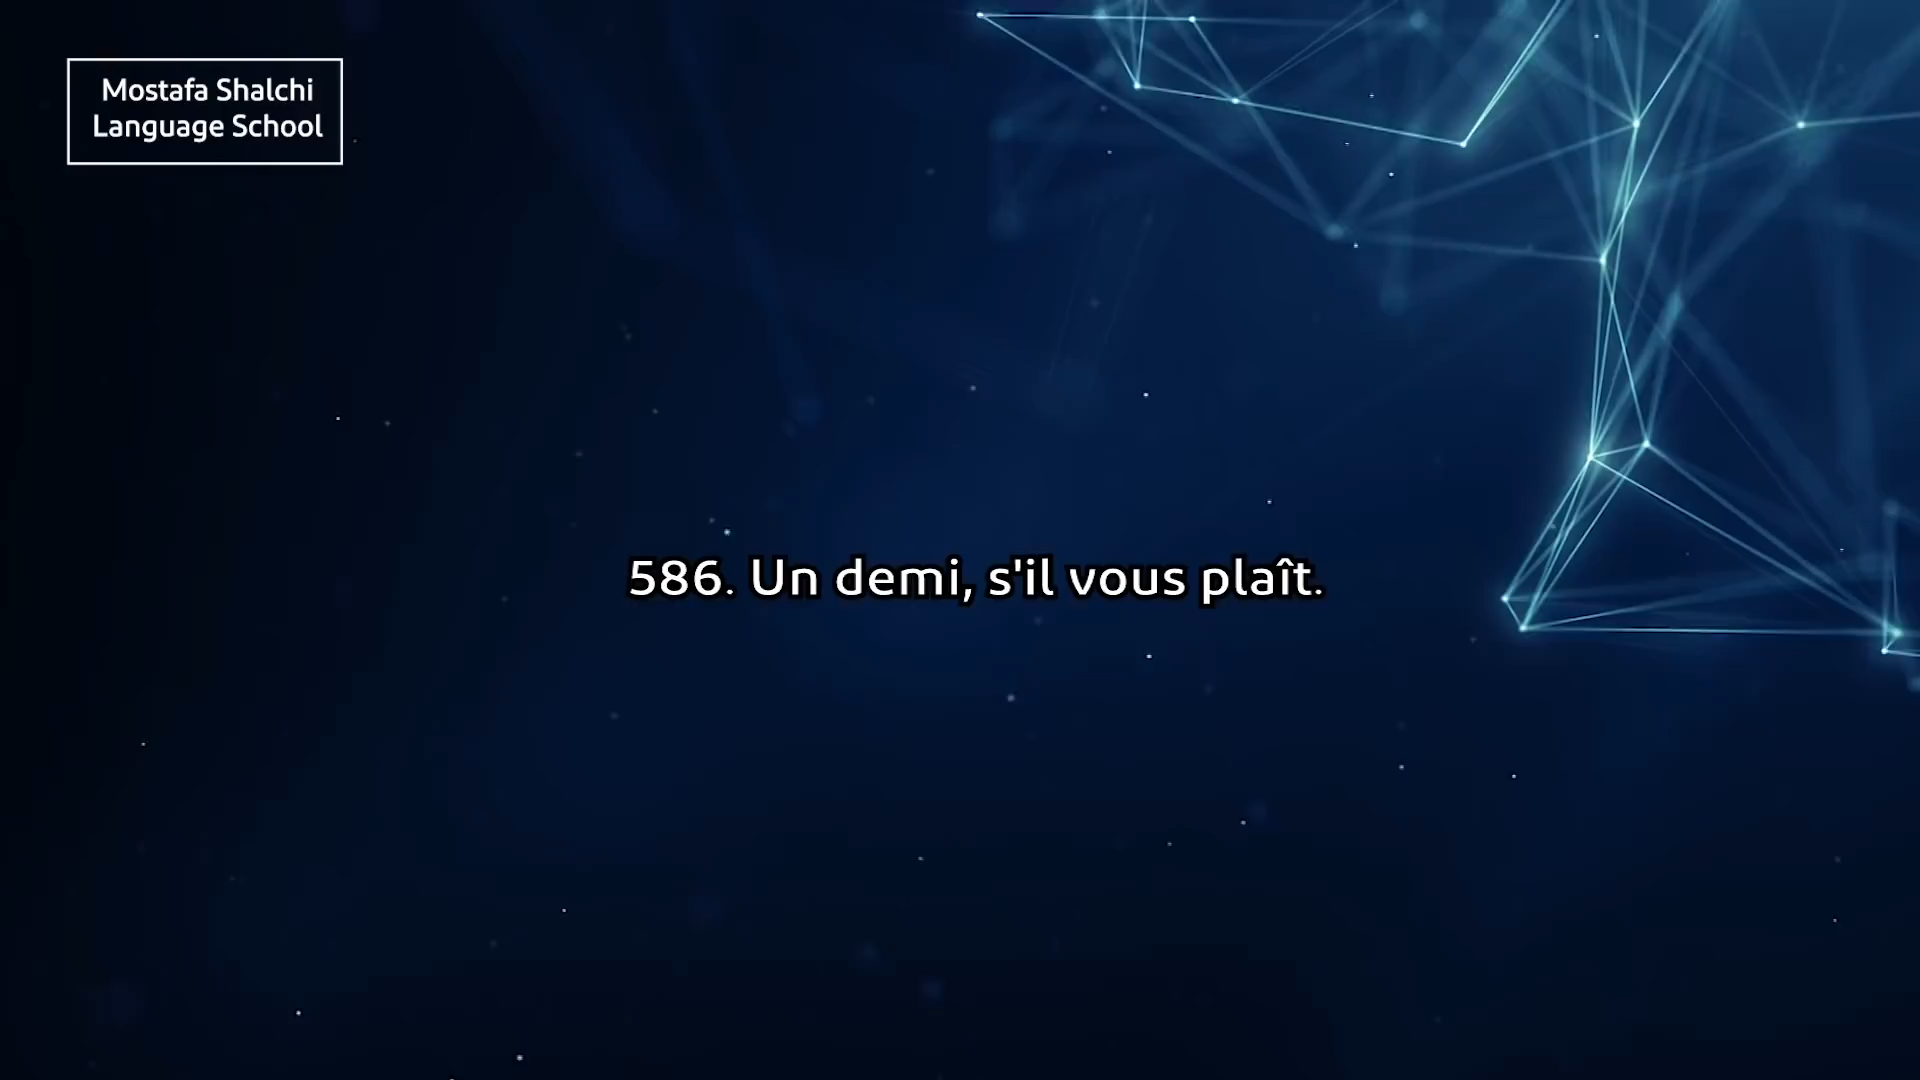 Mostafa Shalchi
Language School
586. Un demi, s'il vous plaît.